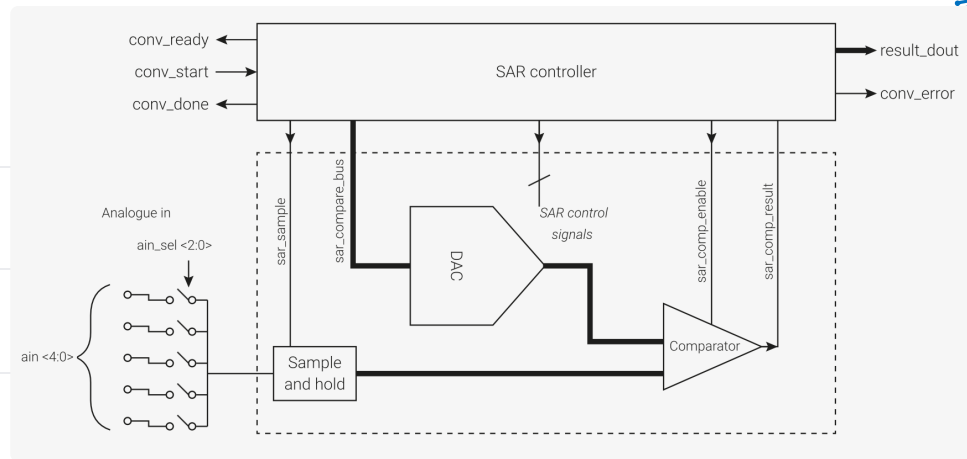 conv_ready
conv_start
conv_done
SAR controller
result_dout
conv_error
sar_sample
sar_compare_bus
SAR control
signals
sar_comp_enable
sar_comp_result
Analogue in
ain_sel <2:0>
DAC
ain <4:0>
Sample
and hold
Comparator